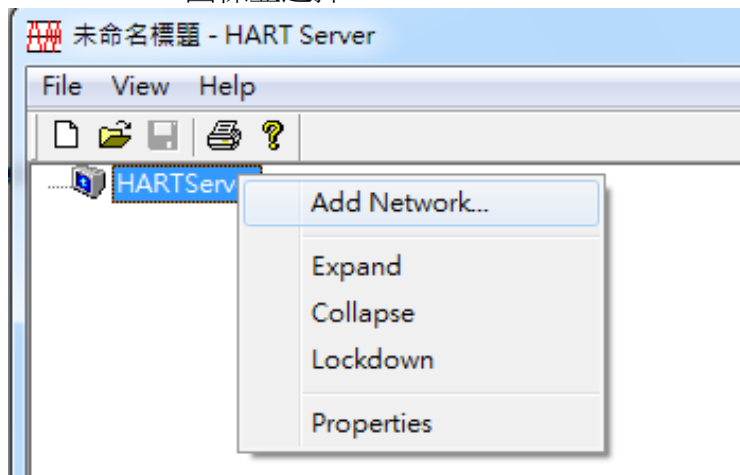 未命名標題 - HART Server
File View Help
HARTServ
Add Network...
Expand
Collapse
Lockdown
Properties